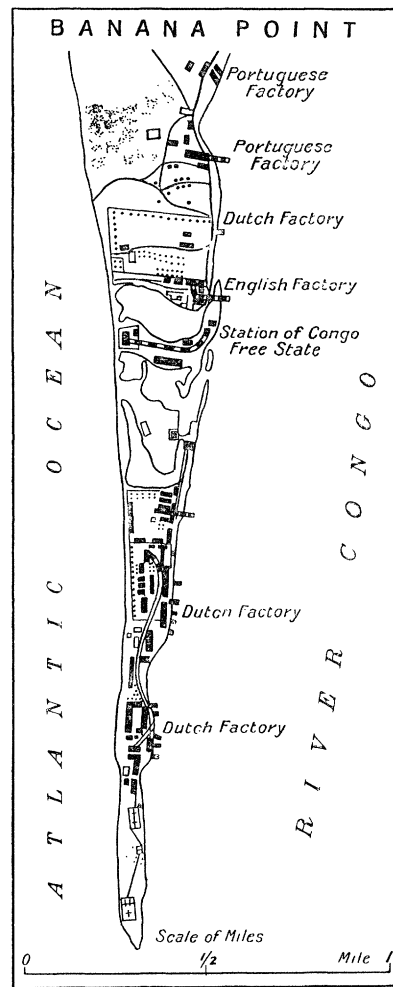 BANANA POINT
Portuguese
Factory
Portuguese
Factory
Dutch Factory
English Factory
Station of Congo
Free State
Dutch Factory
Dutch Factory
ATLANTIC OCEAN
RIVER CONGO
Scale of Miles
0 1/2 Mile 1